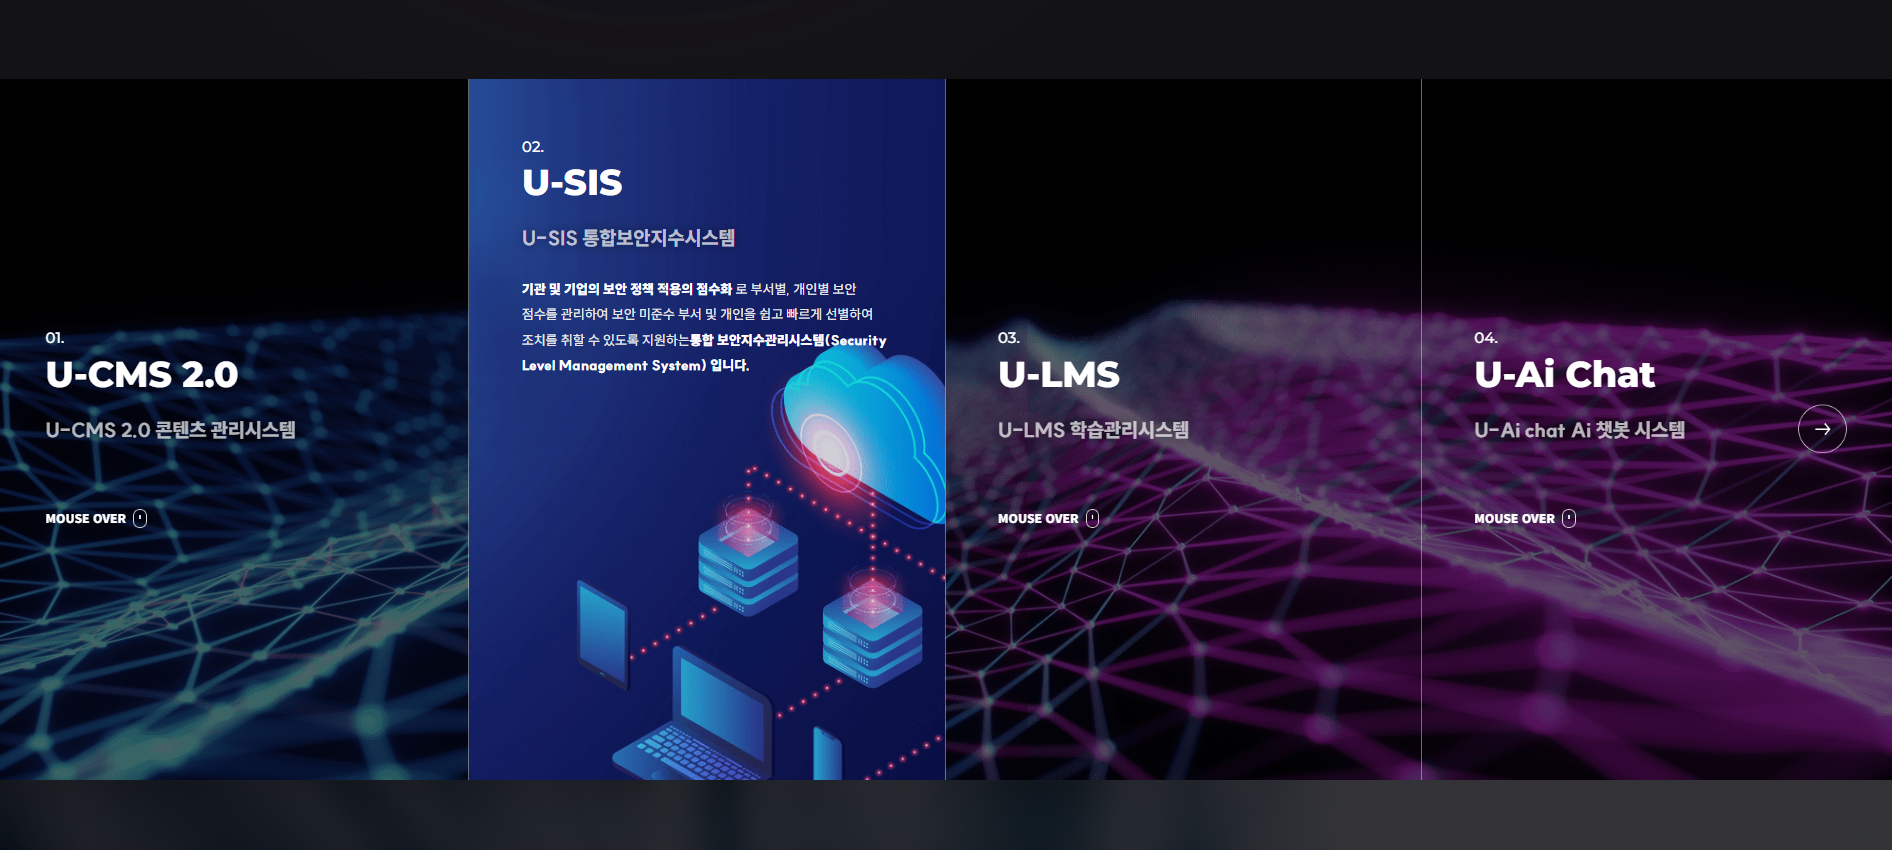 01.
U-CMS 2.0
U-CMS 2.0 콘텐츠 관리시스템
MOUSE OVER
02.
U-SIS
U-SIS 통합보안지수시스템
기관 및 기업의 보안 정책 적용의 점수화 로 부서별, 개인별 보안
점수를 관리하여 보안 미준수 부서 및 개인을 쉽고 빠르게 선별하여
조치를 취할 수 있도록 지원하는통합 보안지수관리시스템(Security
Level Management System) 입니다.
03.
U-LMS
U-LMS 학습관리시스템
MOUSE OVER
04.
U-Ai Chat
U-Ai chat Ai 챗봇 시스템
MOUSE OVER